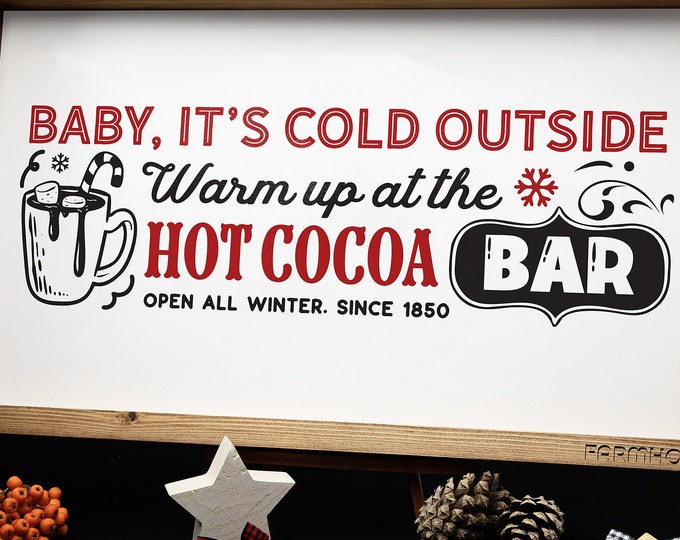 BABY, IT'S COLD OUTSIDE
Warm up at the
HOT COCOA BAR
OPEN ALL WINTER. SINCE 1850